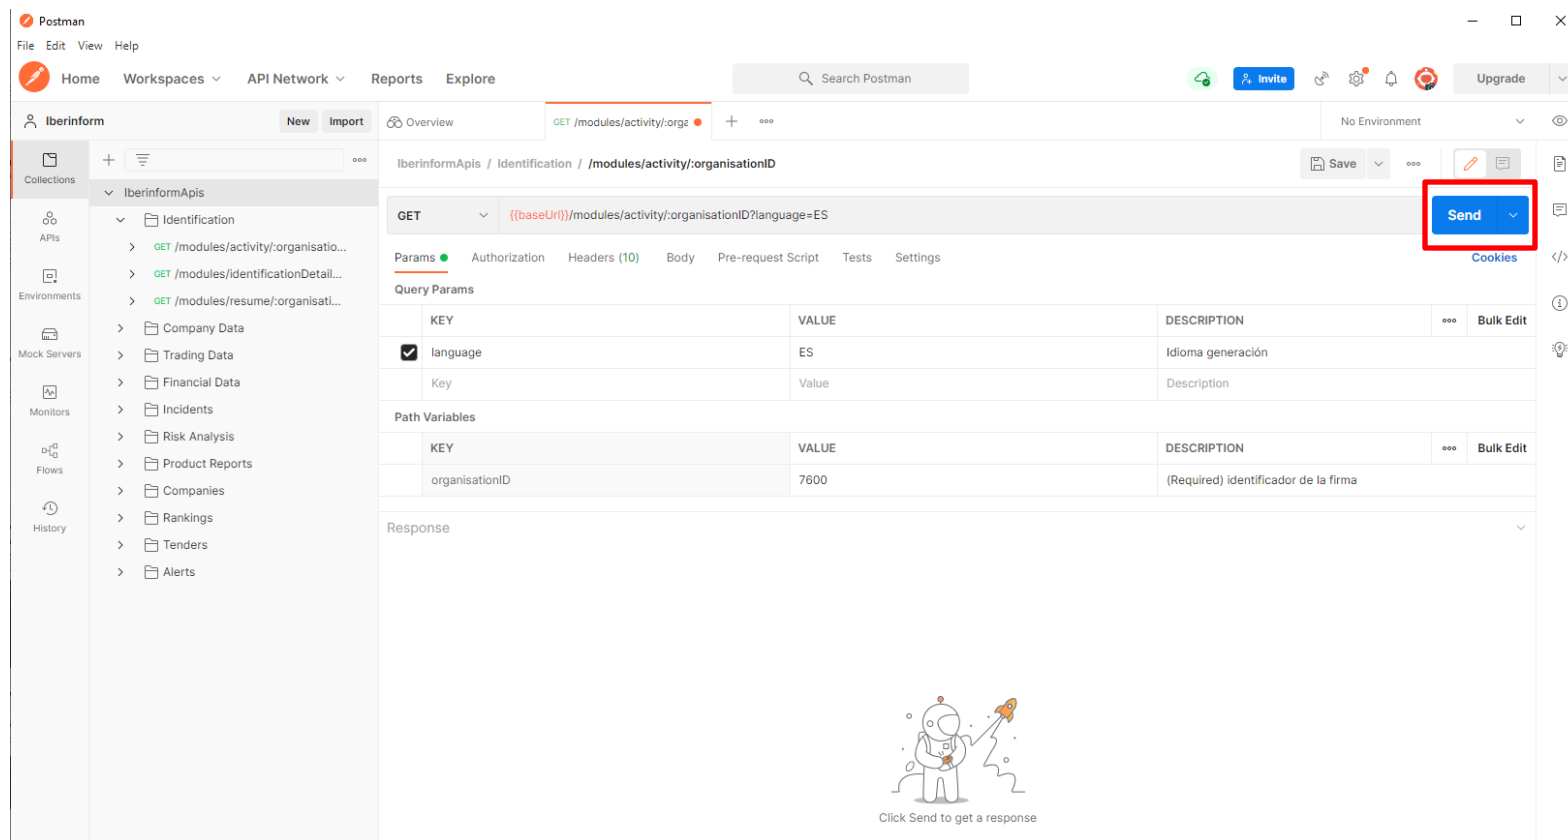 Postman
File Edit View Help
Home Workspaces API Network Reports Explore Search Postman Invite Upgrade
Iberinform New Import Overview GET /modules/activity/:orga No Environment
Collections
APIs
Environments
Mock Servers
Monitors
Flows
History
IberinformApis
Identification
GET /modules/activity/:organisatio...
GET /modules/identificationDetail...
GET /modules/resume/:organisati...
Company Data
Trading Data
Financial Data
Incidents
Risk Analysis
Product Reports
Companies
Rankings
Tenders
Alerts
IberinformApis / Identification / /modules/activity/:organisationID Save
GET {{baseUrl}}/modules/activity/:organisationID?language=ES Send
Params Authorization Headers (10) Body Pre-request Script Tests Settings Cookies
Query Params
KEY VALUE DESCRIPTION Bulk Edit
language ES Idioma generación
Key Value Description
Path Variables
KEY VALUE DESCRIPTION Bulk Edit
organisationID 7600 (Required) identificador de la firma
Response
Click Send to get a response